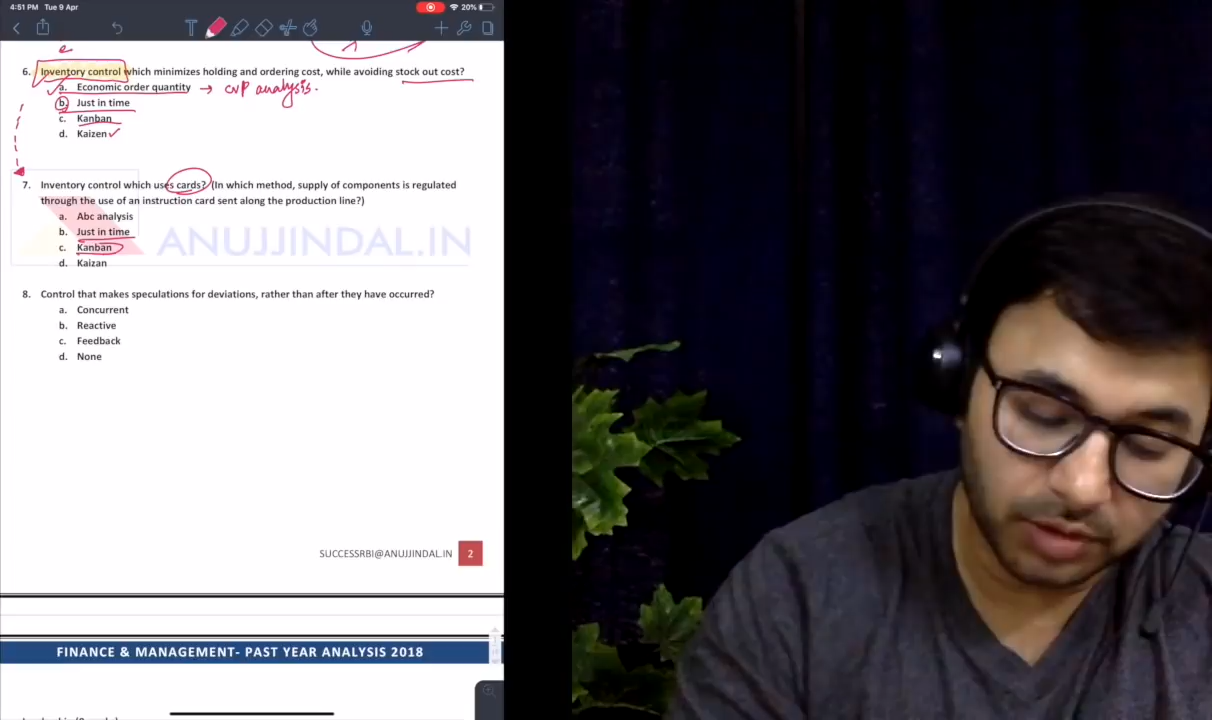 4:51 PM Tue 9 Apr
20%
6. Inventory control which minimizes holding and ordering cost, while avoiding stock out cost?
a. Economic order quantity → CVP analysis.
b. Just in time
c. Kanban
d. Kaizen
7. Inventory control which uses cards? (In which method, supply of components is regulated
through the use of an instruction card sent along the production line?)
a. Abc analysis
b. Just in time
c. Kanban
d. Kaizan
ANUJJINDAL.IN
8. Control that makes speculations for deviations, rather than after they have occurred?
a. Concurrent
b. Reactive
c. Feedback
d. None
SUCCESSRBI@ANUJJINDAL.IN 2
FINANCE & MANAGEMENT- PAST YEAR ANALYSIS 2018